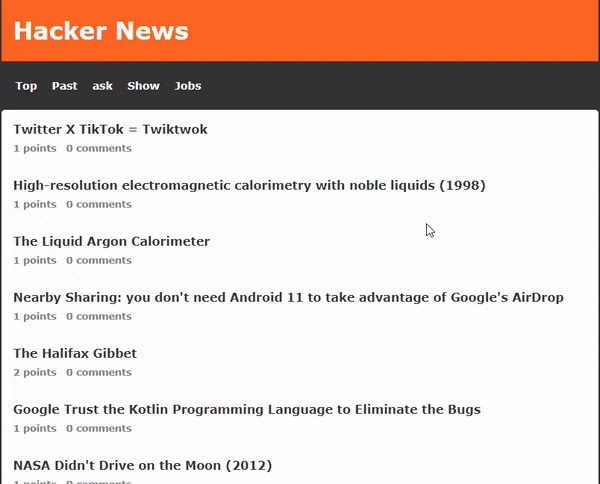 Hacker News
Top Past ask Show Jobs
Twitter X TikTok = Twiktwok
1 points 0 comments
High-resolution electromagnetic calorimetry with noble liquids (1998)
1 points 0 comments
The Liquid Argon Calorimeter
1 points 0 comments
Nearby Sharing: you don't need Android 11 to take advantage of Google's AirDrop
1 points 0 comments
The Halifax Gibbet
2 points 0 comments
Google Trust the Kotlin Programming Language to Eliminate the Bugs
1 points 0 comments
NASA Didn't Drive on the Moon (2012)
1 points 0 comments